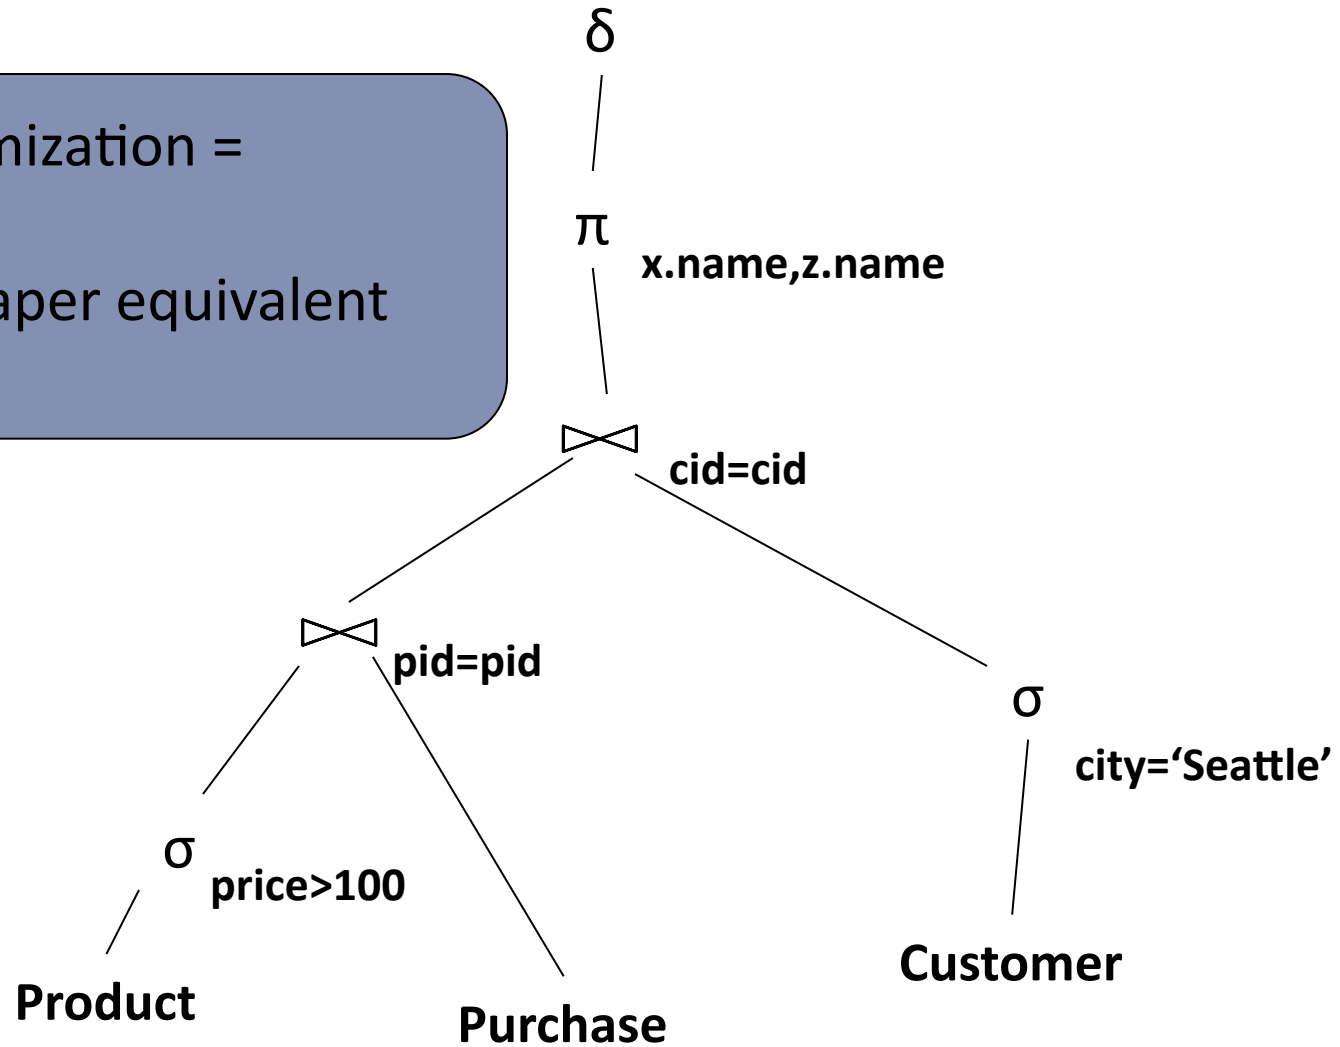 δ
mization =
π
x.name,z.name
aper equivalent
cid=cid
pid=pid
σ
city=‘Seattle’
σ
price>100
Customer
Product
Purchase